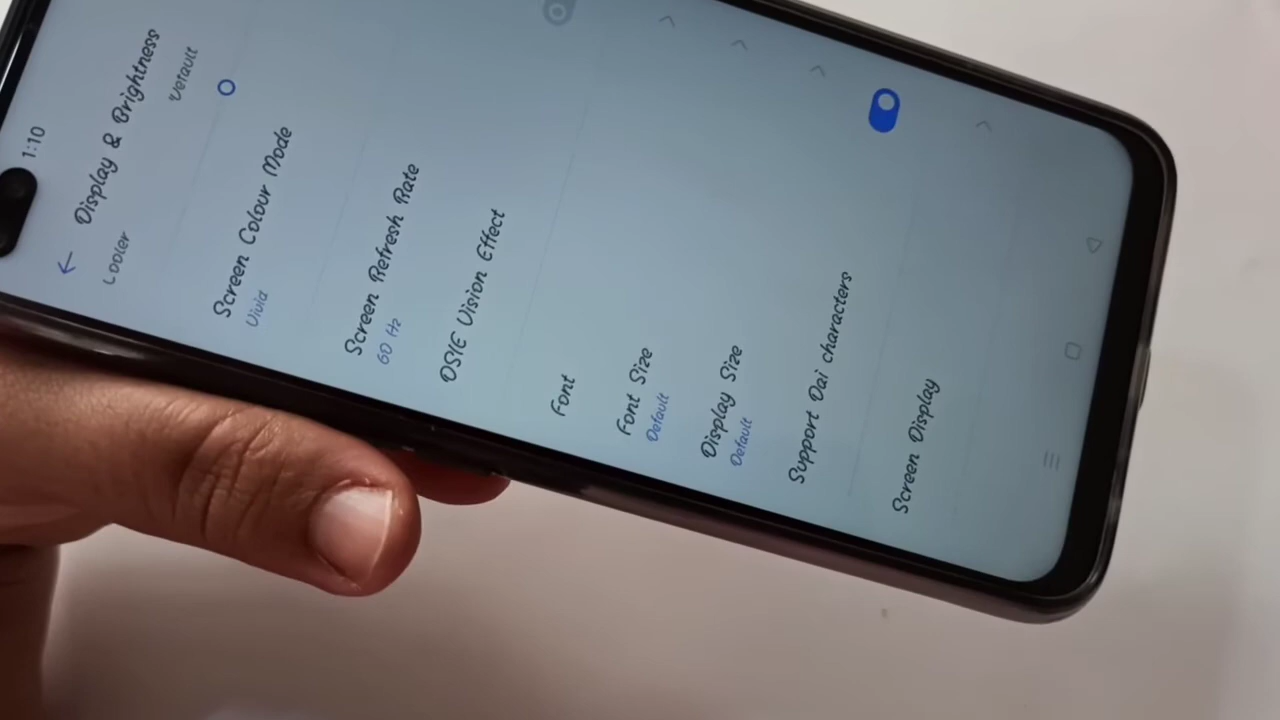 1:10
Display & Brightness
Cooler
Default
Screen Colour Mode
Vivid
Screen Refresh Rate
60 Hz
OSIE Vision Effect
Font
Font Size
Default
Display Size
Default
Support Dai characters
Screen Display